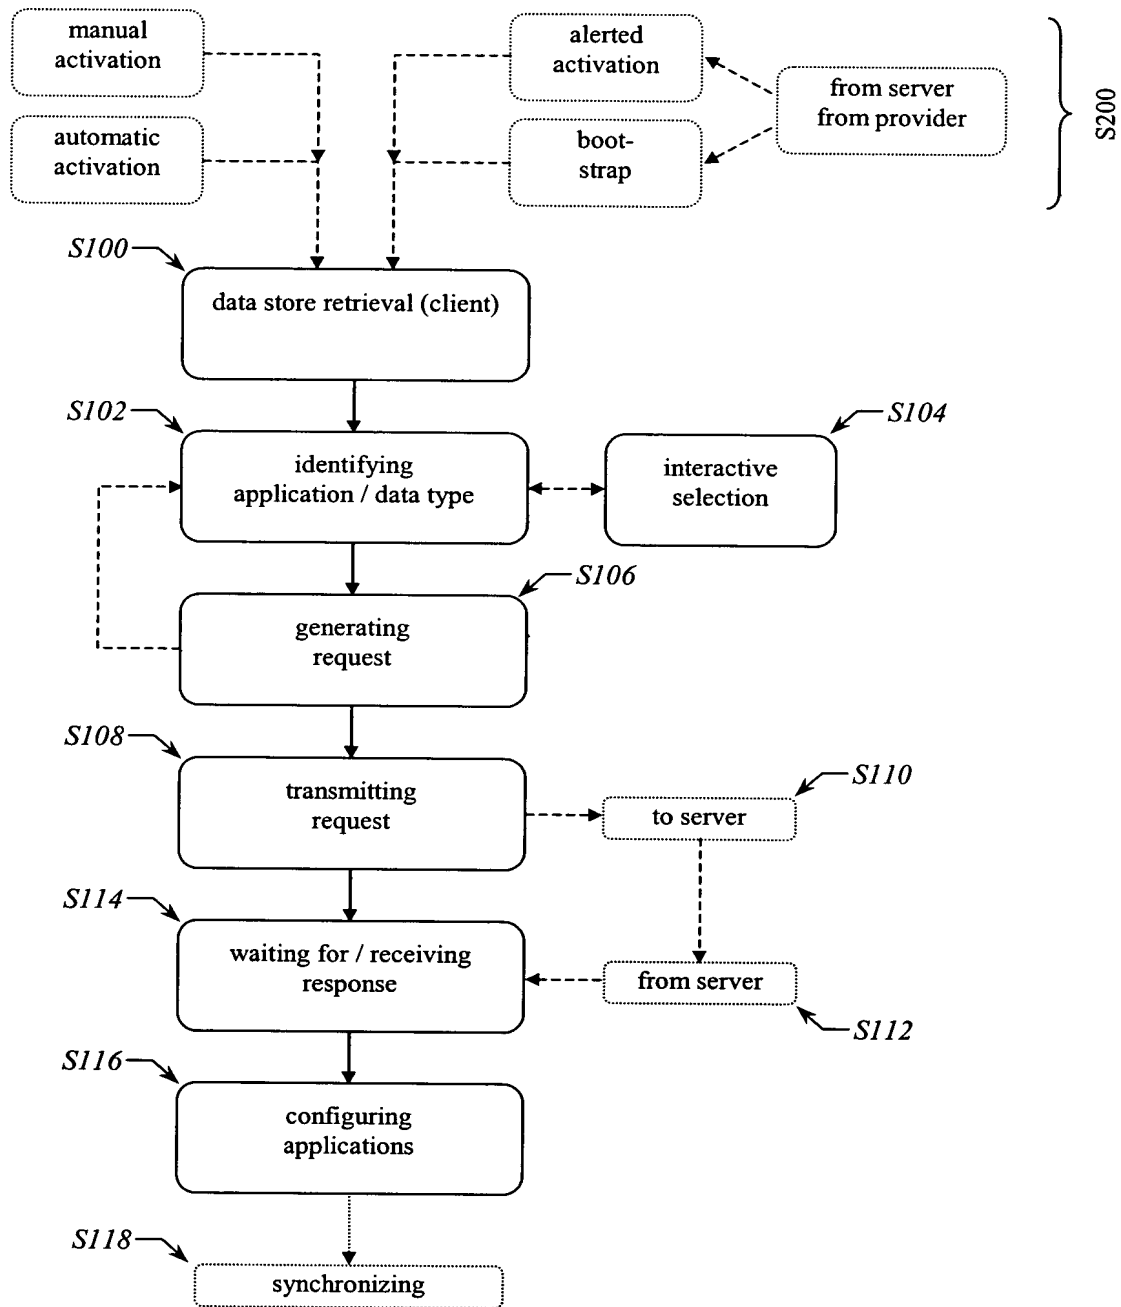 manual
activation
alerted
activation
from server
from provider
S200
automatic
activation
boot-
strap
S100
data store retrieval (client)
S102
identifying
application / data type
S104
interactive
selection
S106
generating
request
S108
transmitting
request
S110
to server
S114
waiting for / receiving
response
from server
S112
S116
configuring
applications
S118
synchronizing